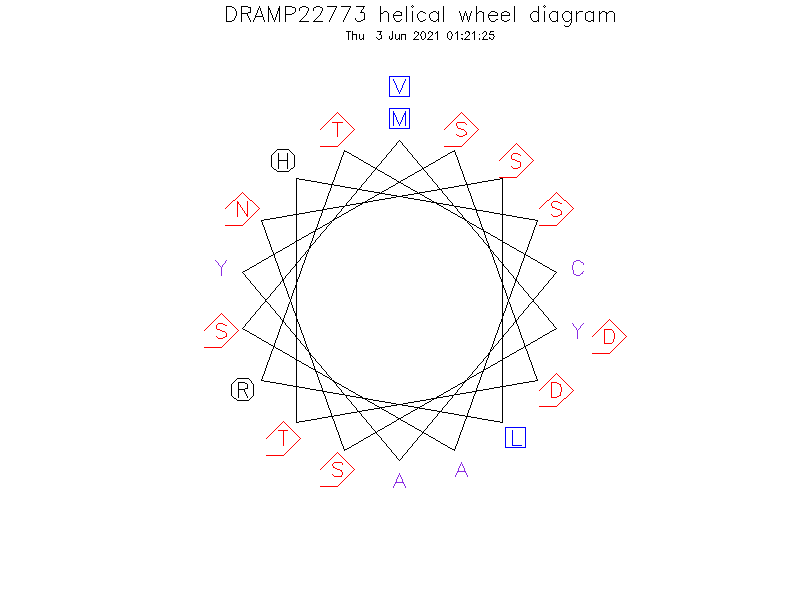 DRAMP22773 helical wheel diagram
Thu 3 Jun 2021 01:21:25
V
M
T S
H S
N S
Y C
S Y D
R D
T L
S A
A